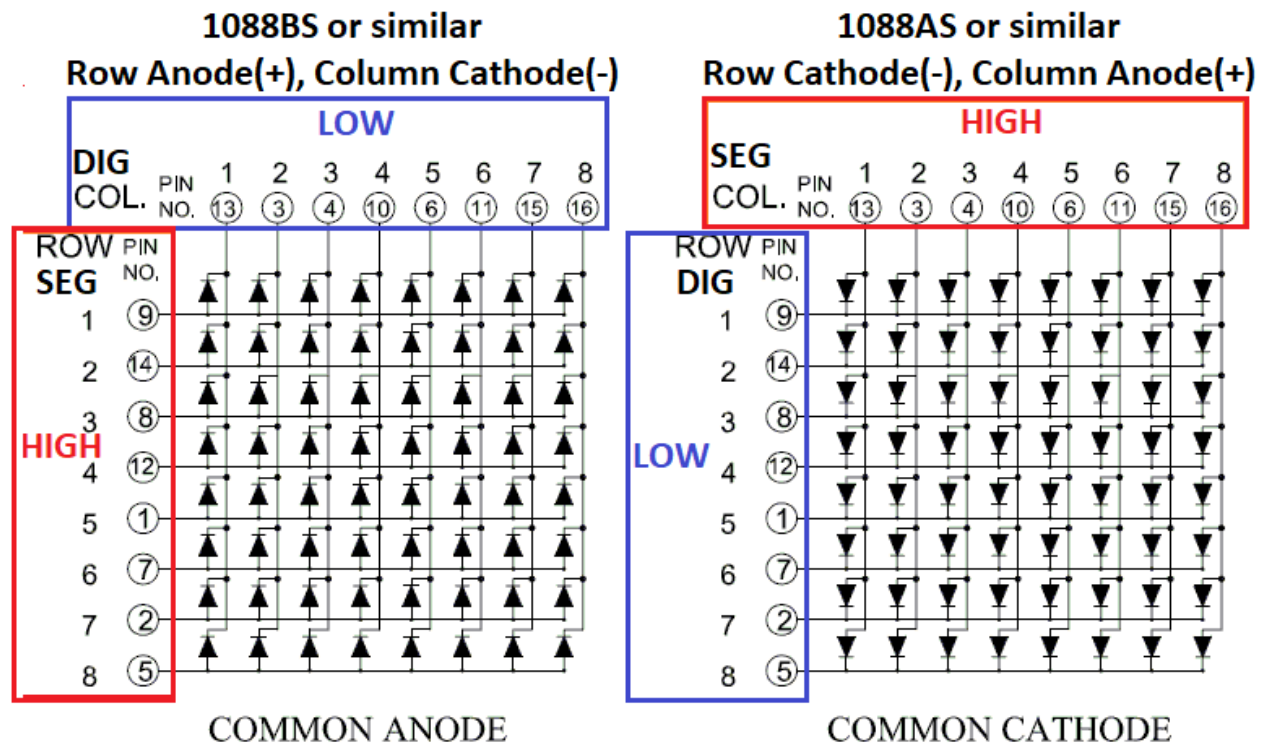 1088BS or similar
Row Anode(+), Column Cathode(-)
LOW
DIG
COL. PIN NO.
1 2 3 4 5 6 7 8
13 3 4 10 6 11 15 16
ROW PIN NO.
SEG
HIGH
1 9
2 14
3 8
4 12
5 1
6 7
7 2
8 5
COMMON ANODE
1088AS or similar
Row Cathode(-), Column Anode(+)
HIGH
SEG
COL. PIN NO.
1 2 3 4 5 6 7 8
13 3 4 10 6 11 15 16
ROW PIN NO.
DIG
LOW
1 9
2 14
3 8
4 12
5 1
6 7
7 2
8 5
COMMON CATHODE